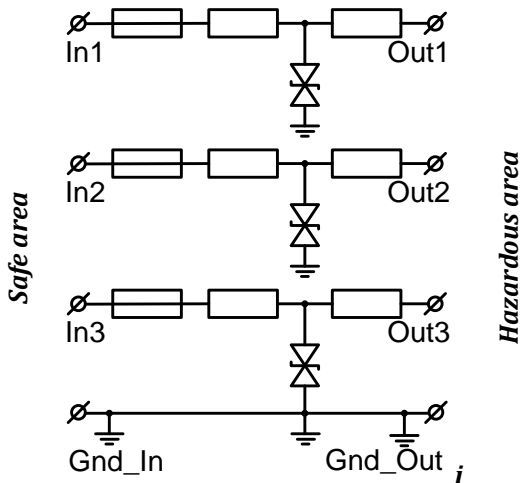 In1
Out1
In2
Out2
Safe area
Hazardous area
In3
Out3
Gnd_In
Gnd_Out
i